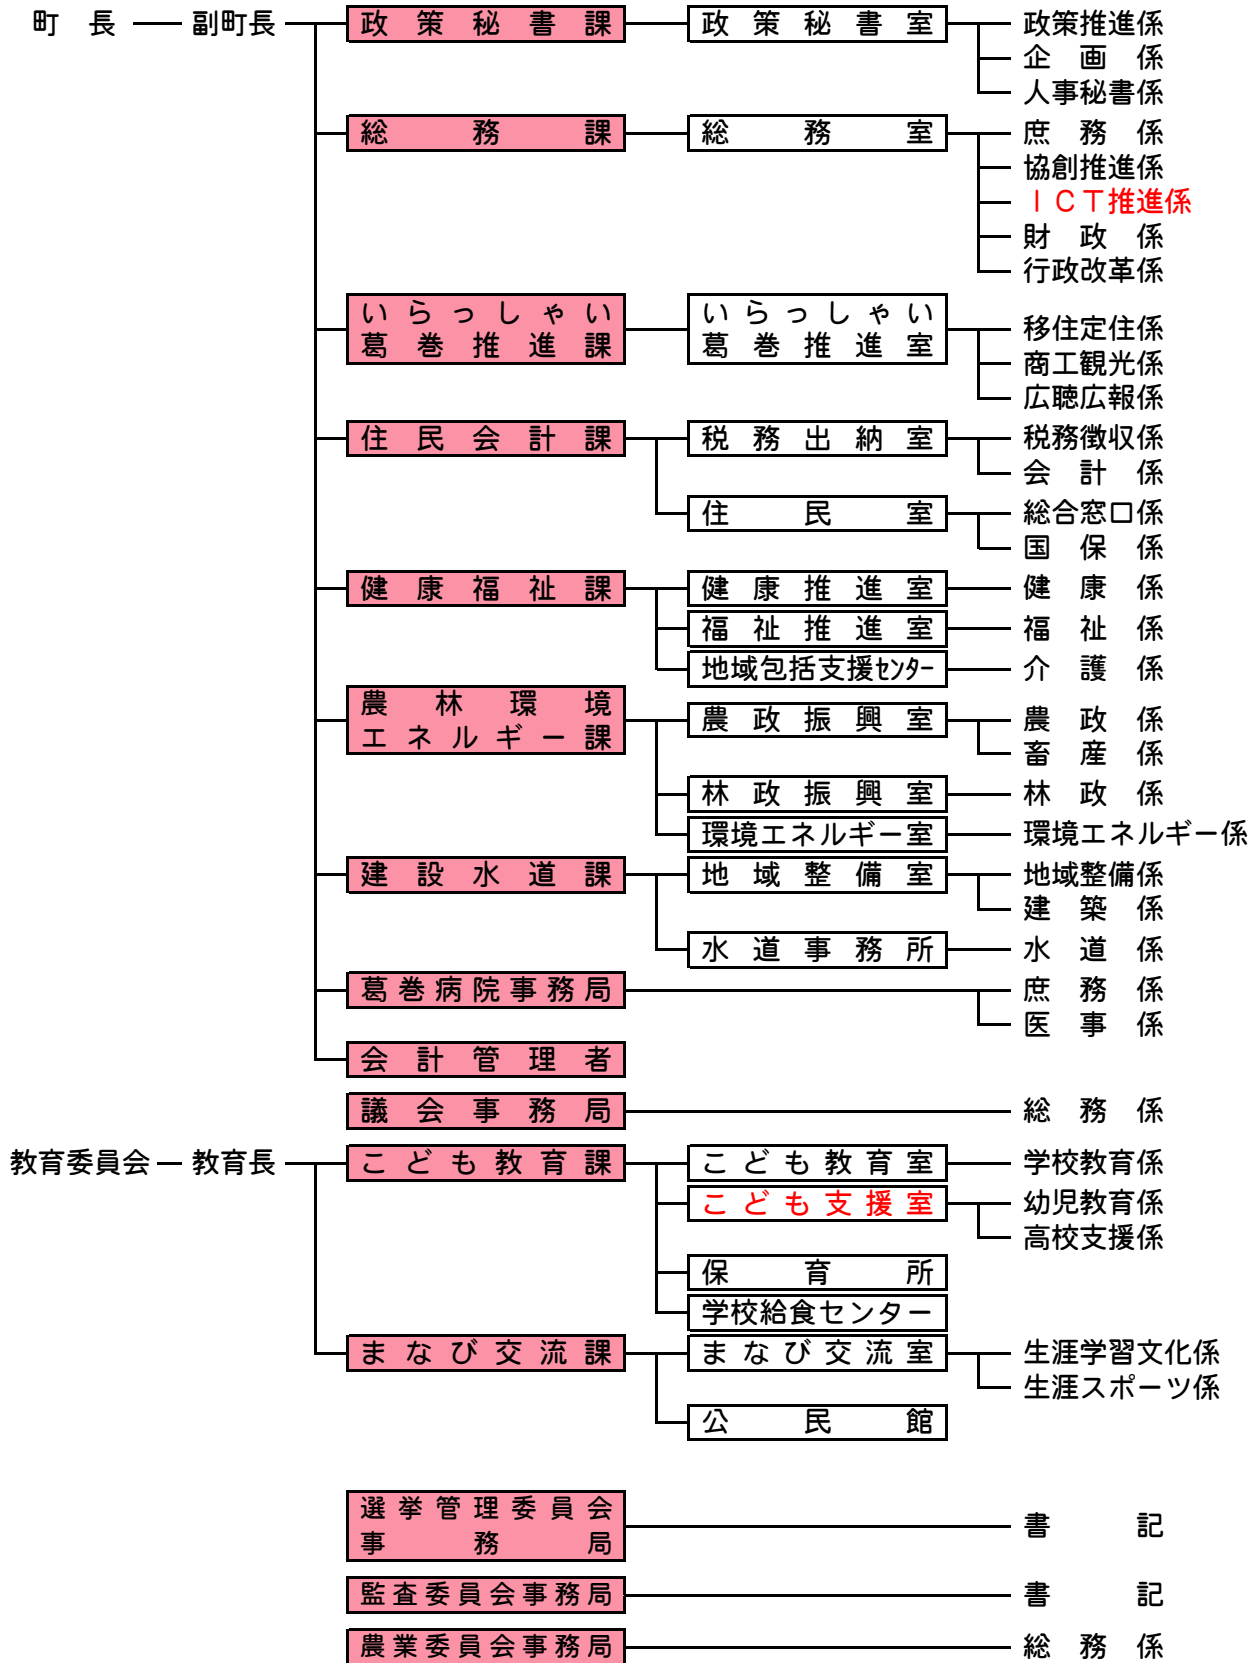 町長 副町長 政策秘書課 政策秘書室 政策推進係
企画係
人事秘書係
総務課 総務室 庶務係
協創推進係
ICT推進係
財政係
行政改革係
いらっしゃい いらっしゃい
葛巻推進課 葛巻推進室 移住定住係
商工観光係
広聴広報係
住民会計課 税務出納室 税務徴収係
会計係
住民室 総合窓口係
国保係
健康福祉課 健康推進室 健康係
福祉推進室 福祉係
地域包括支援センター 介護係
農林環境
エネルギー課 農政振興室 農政係
畜産係
林政振興室 林政係
環境エネルギー室 環境エネルギー係
建設水道課 地域整備室 地域整備係
建築係
水道事務所 水道係
葛巻病院事務局 庶務係
医事係
会計管理者
議会事務局 総務係
教育委員会 教育長 こども教育課 こども教育室 学校教育係
こども支援室 幼児教育係
高校支援係
保育所
学校給食センター
まなび交流課 まなび交流室 生涯学習文化係
生涯スポーツ係
公民館
選挙管理委員会
事務局 書記
監査委員会事務局 書記
農業委員会事務局 総務係